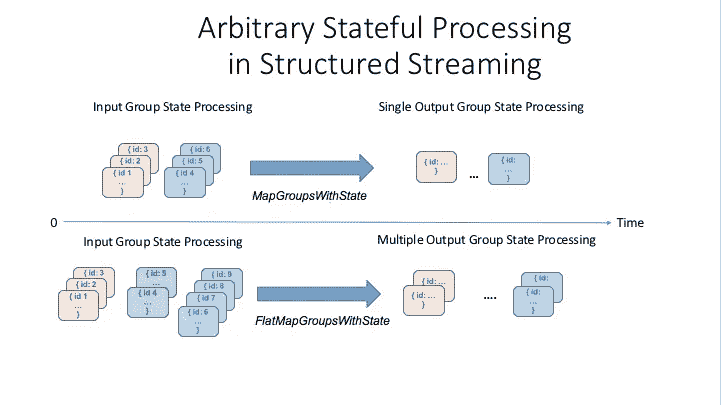 Arbitrary Stateful Processing
in Structured Streaming
Input Group State Processing
Single Output Group State Processing
{ id: 3
{ id: 2
{ id 1
...
}
{ id: 6
{ id: 5
{ id 4
...
}
MapGroupsWithState
{ id: ...
}
...
{ id:
...
}
0
Time
Input Group State Processing
Multiple Output Group State Processing
{ id: 3
{ id: 2
{ id 1
...
}
{ id: 5
...
{ id 4
...
}
{ id: 9
{ id: 8
{ id 7
{ id: 6
...
}
FlatMapGroupsWithState
{ id: ...
{ id: ...
}
....
{ id:
{ id:
...
}